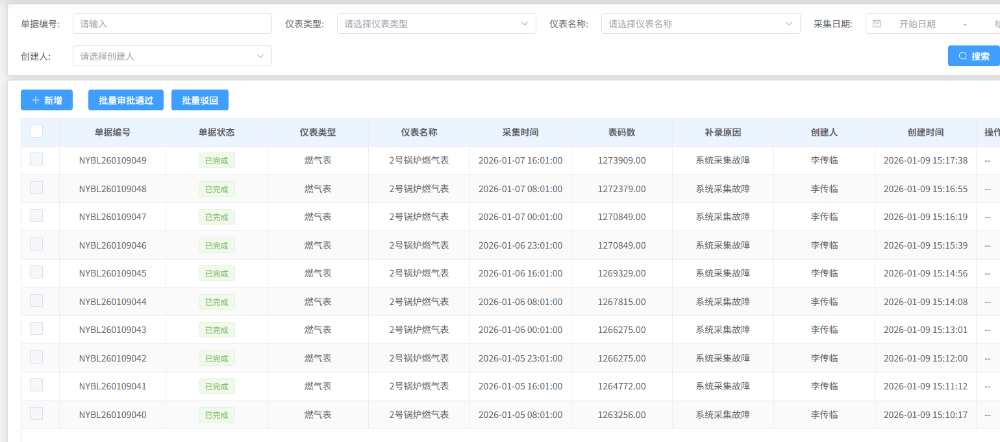 单据编号: 请输入 仪表类型: 请选择仪表类型 仪表名称: 请选择仪表名称 采集日期: 开始日期 -
创建人: 请选择创建人 搜索
新增 批量审批通过 批量驳回
单据编号 单据状态 仪表类型 仪表名称 采集时间 表码数 补录原因 创建人 创建时间 操作
NYBL260109049 已完成 燃气表 2号锅炉燃气表 2026-01-07 16:01:00 1273909.00 系统采集故障 李传临 2026-01-09 15:17:38 --
NYBL260109048 已完成 燃气表 2号锅炉燃气表 2026-01-07 08:01:00 1272379.00 系统采集故障 李传临 2026-01-09 15:16:55 --
NYBL260109047 已完成 燃气表 2号锅炉燃气表 2026-01-07 00:01:00 1270849.00 系统采集故障 李传临 2026-01-09 15:16:19 --
NYBL260109046 已完成 燃气表 2号锅炉燃气表 2026-01-06 23:01:00 1270849.00 系统采集故障 李传临 2026-01-09 15:15:39 --
NYBL260109045 已完成 燃气表 2号锅炉燃气表 2026-01-06 16:01:00 1269329.00 系统采集故障 李传临 2026-01-09 15:14:56 --
NYBL260109044 已完成 燃气表 2号锅炉燃气表 2026-01-06 08:01:00 1267815.00 系统采集故障 李传临 2026-01-09 15:14:08 --
NYBL260109043 已完成 燃气表 2号锅炉燃气表 2026-01-06 00:01:00 1266275.00 系统采集故障 李传临 2026-01-09 15:13:01 --
NYBL260109042 已完成 燃气表 2号锅炉燃气表 2026-01-05 23:01:00 1266275.00 系统采集故障 李传临 2026-01-09 15:12:00 --
NYBL260109041 已完成 燃气表 2号锅炉燃气表 2026-01-05 16:01:00 1264772.00 系统采集故障 李传临 2026-01-09 15:11:12 --
NYBL260109040 已完成 燃气表 2号锅炉燃气表 2026-01-05 08:01:00 1263256.00 系统采集故障 李传临 2026-01-09 15:10:17 --